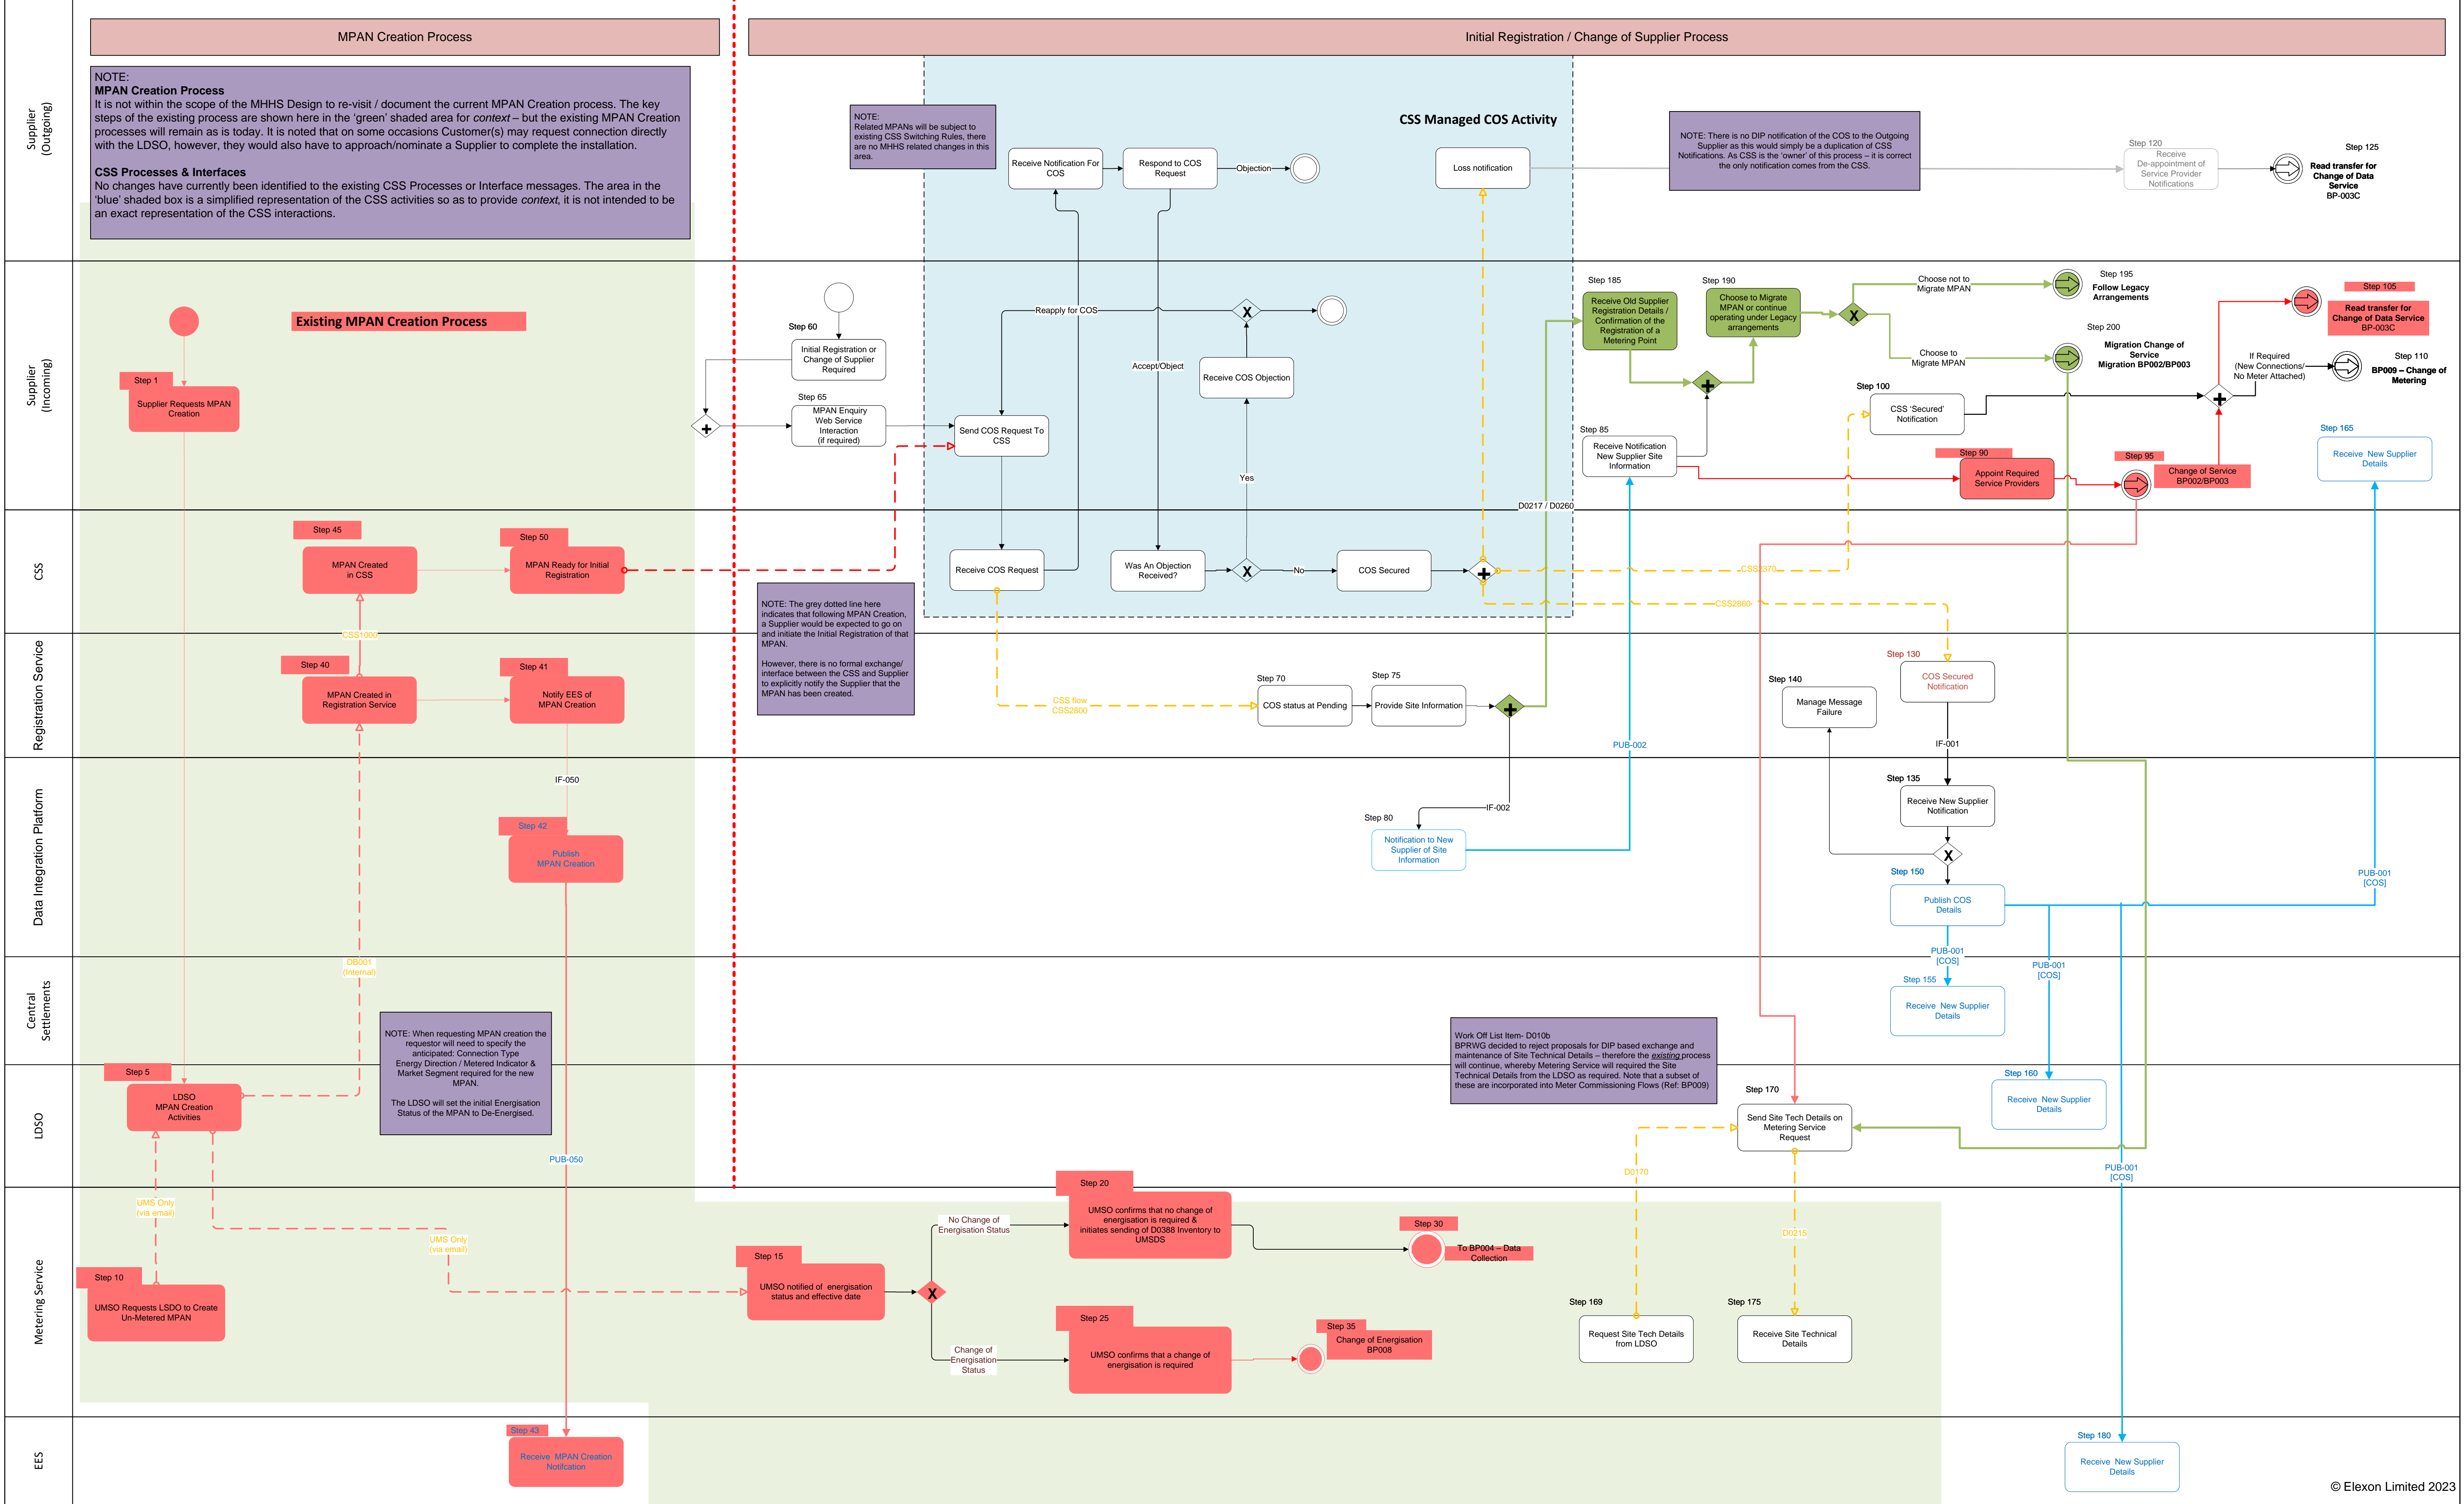 MPAN Creation Process
Initial Registration / Change of Supplier Process
Supplier
(Outgoing)
NOTE:
MPAN Creation Process
It is not within the scope of the MHHS Design to re-visit / document the current MPAN Creation process. The key
steps of the existing process are shown here in the 'green' shaded area for context – but the existing MPAN Creation
processes will remain as is today. It is noted that on some occasions Customer(s) may request connection directly
with the LDSO, however, they would also have to approach/nominate a Supplier to complete the installation.
CSS Processes & Interfaces
No changes have currently been identified to the existing CSS Processes or Interface messages. The area in the
'blue' shaded box is a simplified representation of the CSS activities so as to provide context, it is not intended to be
an exact representation of the CSS interactions.
NOTE:
Related MPANs will be subject to
existing CSS Switching Rules, there
are no MHHS related changes in this
area.
CSS Managed COS Activity
Receive Notification For
COS
Respond to COS
Request
Objection
Loss notification
NOTE: There is no DIP notification of the COS to the Outgoing
Supplier as this would simply be a duplication of CSS
Notifications. As CSS is the 'owner' of this process – it is correct
the only notification comes from the CSS.
Step 120
Receive
De-appointment of
Service Provider
Notifications
Step 125
Read transfer for
Change of Data
Service
BP-003C
Supplier
(Incoming)
Existing MPAN Creation Process
Step 1
Supplier Requests MPAN
Creation
Step 60
Initial Registration or
Change of Supplier
Required
Step 65
MPAN Enquiry
Web Service
Interaction
(if required)
Reapply for COS
Accept/Object
Send COS Request To
CSS
X
Receive COS Objection
Yes
Step 185
Receive Old Supplier
Registration Details /
Confirmation of the
Registration of a
Metering Point
Step 190
Choose to Migrate
MPAN or continue
operating under Legacy
arrangements
X
Choose not to
Migrate MPAN
Step 195
Follow Legacy
Arrangements
Choose to
Migrate MPAN
Step 200
Migration Change of
Service
Migration BP002/BP003
Step 105
Read transfer for
Change of Data Service
BP-003C
If Required
(New Connections/
No Meter Attached)
Step 110
BP009 – Change of
Metering
Step 100
CSS 'Secured'
Notification
Step 85
Receive Notification
New Supplier Site
Information
Step 90
Appoint Required
Service Providers
Step 95
Change of Service
BP002/BP003
Step 165
Receive New Supplier
Details
D0217 / D0260
CSS
Step 45
MPAN Created
in CSS
Step 50
MPAN Ready for Initial
Registration
Receive COS Request
Was An Objection
Received?
X
No
COS Secured
CSS2370
CSS2860
NOTE: The grey dotted line here
indicates that following MPAN Creation,
a Supplier would be expected to go on
and initiate the Initial Registration of that
MPAN.
However, there is no formal exchange/
interface between the CSS and Supplier
to explicitly notify the Supplier that the
MPAN has been created.
CSS1000
Registration Service
Step 40
MPAN Created in
Registration Service
Step 41
Notify EES of
MPAN Creation
CSS flow
CSS2800
Step 70
COS status at Pending
Step 75
Provide Site Information
PUB-002
Step 140
Manage Message
Failure
Step 130
COS Secured
Notification
IF-001
Data Integration Platform
IF-050
Step 42
Publish
MPAN Creation
IF-002
Step 80
Notification to New
Supplier of Site
Information
Step 135
Receive New Supplier
Notification
X
Step 150
Publish COS
Details
PUB-001
[COS]
PUB-001
[COS]
PUB-001
[COS]
Central
Settlements
DB001
(Internal)
NOTE: When requesting MPAN creation the
requestor will need to specify the
anticipated: Connection Type
Energy Direction / Metered Indicator &
Market Segment required for the new
MPAN.
The LDSO will set the initial Energisation
Status of the MPAN to De-Energised.
Step 155
Receive New Supplier
Details
Work Off List Item- D010b
BPRWG decided to reject proposals for DIP based exchange and
maintenance of Site Technical Details – therefore the existing process
will continue, whereby Metering Service will required the Site
Technical Details from the LDSO as required. Note that a subset of
these are incorporated into Meter Commissioning Flows (Ref: BP009)
LDSO
Step 5
LDSO
MPAN Creation
Activities
PUB-050
Step 170
Send Site Tech Details on
Metering Service
Request
Step 160
Receive New Supplier
Details
D0170
PUB-001
[COS]
Metering Service
UMS Only
(via email)
UMS Only
(via email)
Step 10
UMSO Requests LSDO to Create
Un-Metered MPAN
Step 15
UMSO notified of energisation
status and effective date
X
No Change of
Energisation Status
Change of
Energisation
Status
Step 20
UMSO confirms that no change of
energisation is required &
initiates sending of D0388 Inventory to
UMSDS
Step 30
To BP004 – Data
Collection
Step 25
UMSO confirms that a change of
energisation is required
Step 35
Change of Energisation
BP008
D0215
Step 169
Request Site Tech Details
from LDSO
Step 175
Receive Site Technical
Details
EES
Step 43
Receive MPAN Creation
Notifcation
Step 180
Receive New Supplier
Details
© Elexon Limited 2023